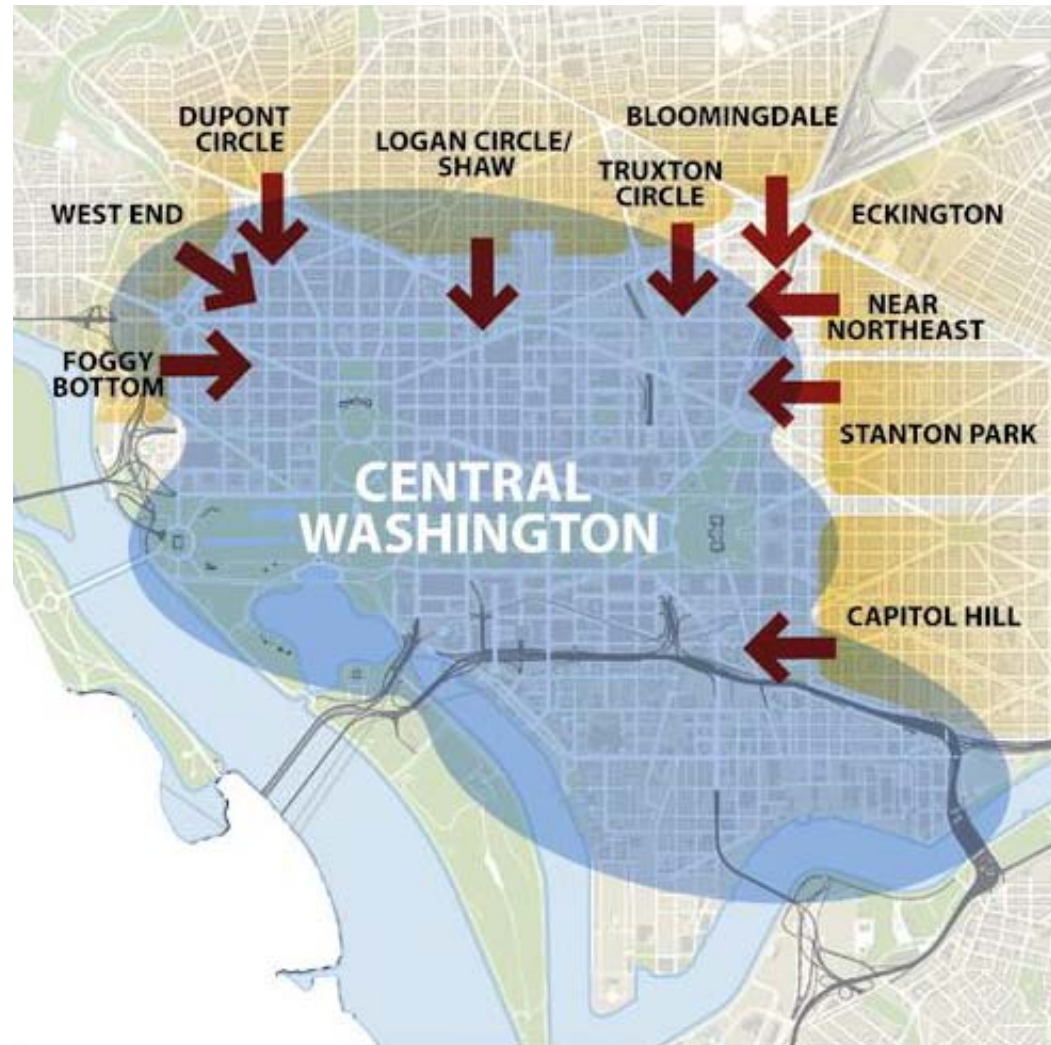 DUPONT
CIRCLE
LOGAN CIRCLE/
SHAW
BLOOMINGDALE
TRUXTON
CIRCLE
WEST END
ECKINGTON
NEAR
NORTHEAST
FOGGY
BOTTOM
STANTON PARK
CENTRAL
WASHINGTON
CAPITOL HILL